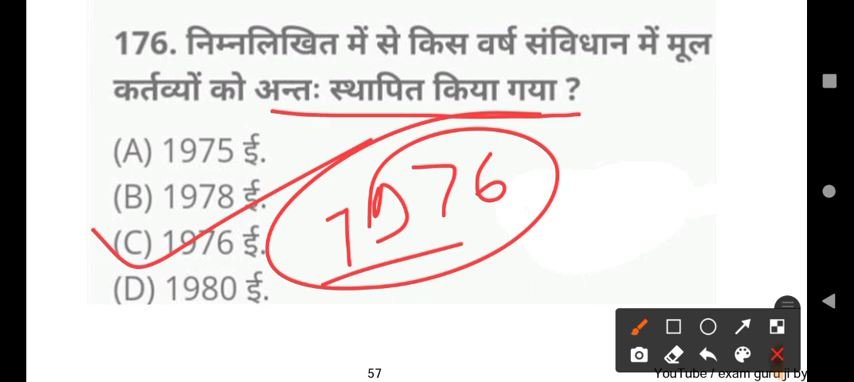 176. निम्नलिखित में से किस वर्ष संविधान में मूल
कर्तव्यों को अन्तः स्थापित किया गया ?
(A) 1975 ई.
(B) 1978 ई.
(C) 1976 ई.
(D) 1980 ई.
1976
57
YouTube / exam guru ji by